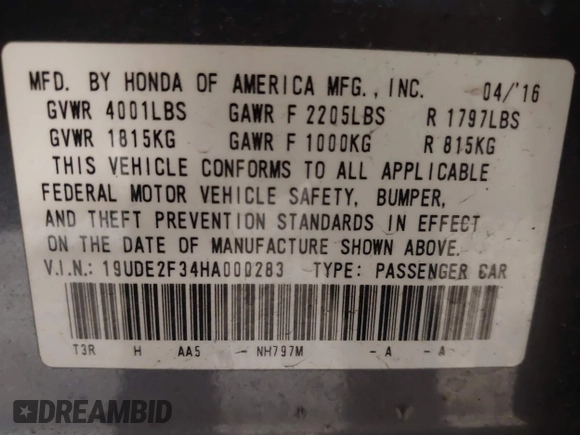 MFD. BY HONDA OF AMERICA MFG., INC. 04/'16
GVWR 4001LBS GAWR F 2205LBS R 1797LBS
GVWR 1815KG GAWR F 1000KG R 815KG
THIS VEHICLE CONFORMS TO ALL APPLICABLE
FEDERAL MOTOR VEHICLE SAFETY, BUMPER,
AND THEFT PREVENTION STANDARDS IN EFFECT
ON THE DATE OF MANUFACTURE SHOWN ABOVE.
V.I.N.: 19UDE2F34HA000283 TYPE: PASSENGER CAR
T3R H AA5 - NH797M - A - A
DREAMBID